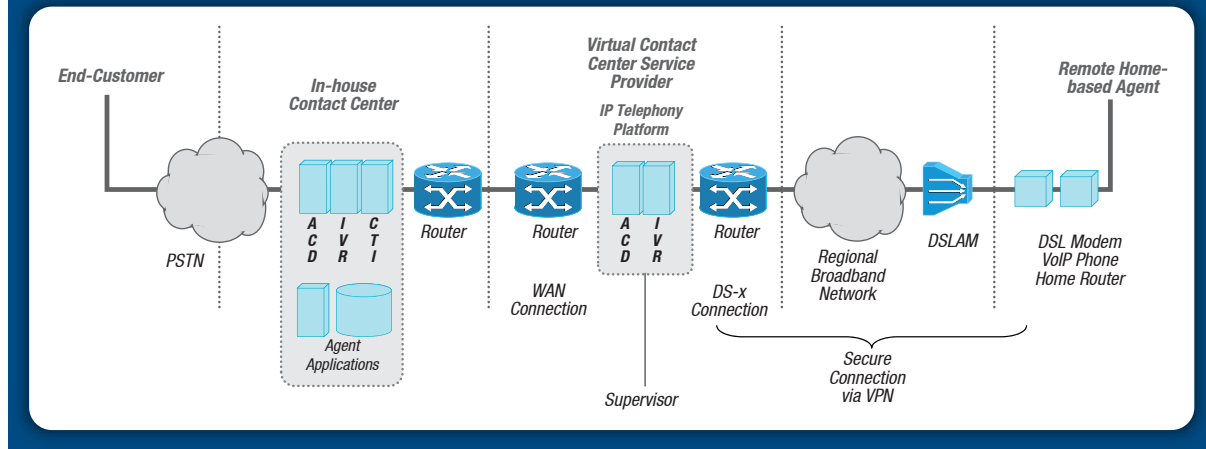 End-Customer
PSTN
In-house
Contact Center
A
C
D
I
V
R
C
T
I
Agent
Applications
Router
Router
WAN
Connection
Virtual Contact
Center Service
Provider
IP Telephony
Platform
A
C
D
I
V
R
Supervisor
Router
DS-x
Connection
Regional
Broadband
Network
DSLAM
Secure
Connection
via VPN
Remote Home-
based Agent
DSL Modem
VoIP Phone
Home Router